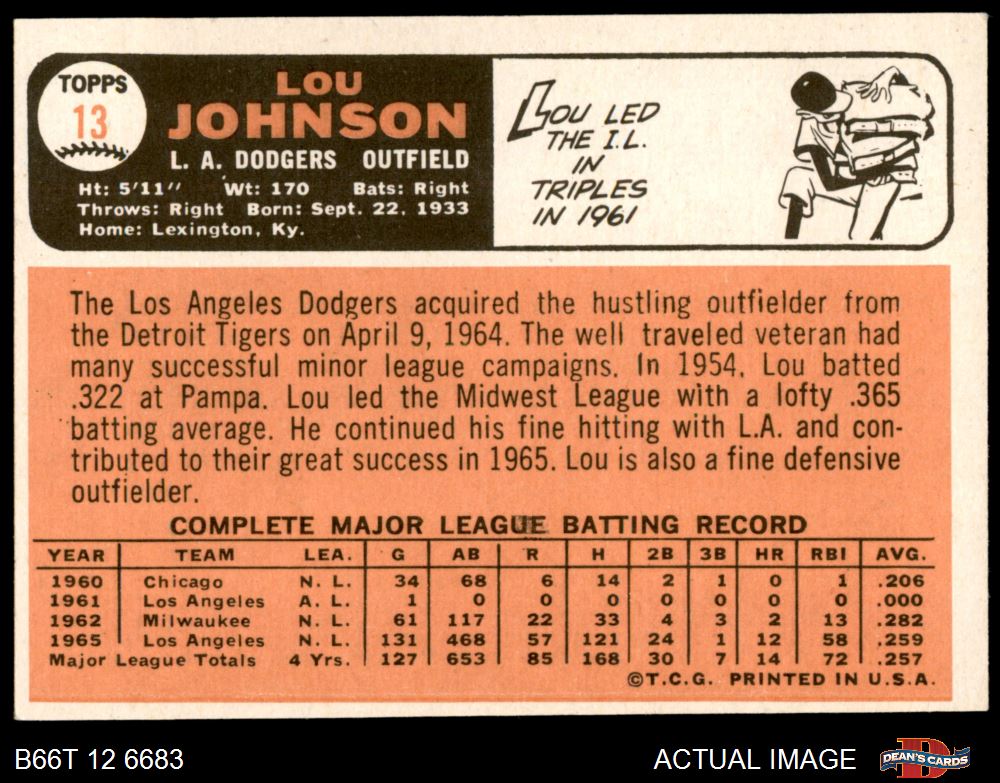 TOPPS
13
LOU
JOHNSON
L. A. DODGERS OUTFIELD
Ht: 5'11" Wt: 170 Bats: Right
Throws: Right Born: Sept. 22, 1933
Home: Lexington, Ky.
LOU LED
THE I.L.
IN
TRIPLES
IN 1961
The Los Angeles Dodgers acquired the hustling outfielder from
the Detroit Tigers on April 9, 1964. The well traveled veteran had
many successful minor league campaigns. In 1954, Lou batted
.322 at Pampa. Lou led the Midwest League with a lofty .365
batting average. He continued his fine hitting with L.A. and con-
tributed to their great success in 1965. Lou is also a fine defensive
outfielder.
COMPLETE MAJOR LEAGUE BATTING RECORD
YEAR TEAM LEA. G AB R H 2B 3B HR RBI AVG.
1960 Chicago N. L. 34 68 6 14 2 1 0 1 .206
1961 Los Angeles A. L. 1 0 0 0 0 0 0 0 .000
1962 Milwaukee N. L. 61 117 22 33 4 3 2 13 .282
1965 Los Angeles N. L. 131 468 57 121 24 1 12 58 .259
Major League Totals 4 Yrs. 127 653 85 168 30 7 14 72 .257
©T.C.G. PRINTED IN U.S.A.
B66T 12 6683
ACTUAL IMAGE
DEAN'S CARDS